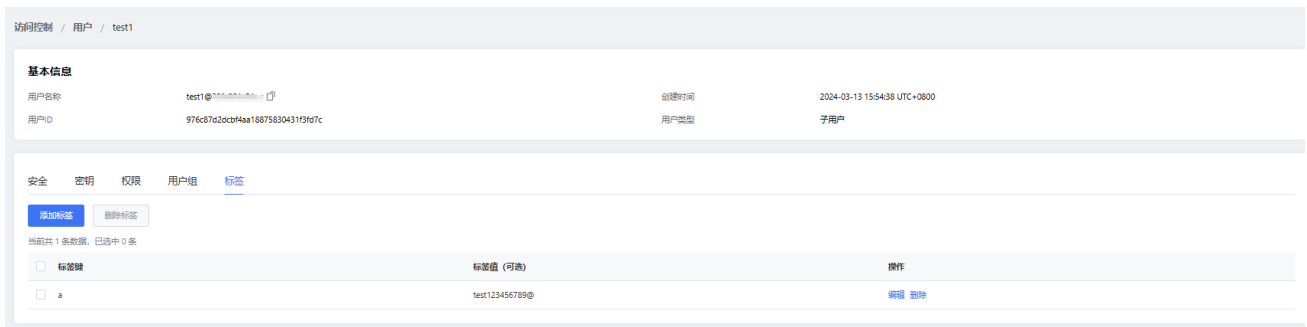 访问控制 / 用户 / test1
基本信息
用户名称 test1@ 创建时间 2024-03-13 15:54:38 UTC+0800
用户ID 976c87d2dcbf4aa18875830431f3fd7c 用户类型 子用户
安全 密钥 权限 用户组 标签
添加标签 删除标签
当前共 1 条数据，已选中 0 条
标签键 标签值 (可选) 操作
a test123456789@ 编辑 删除